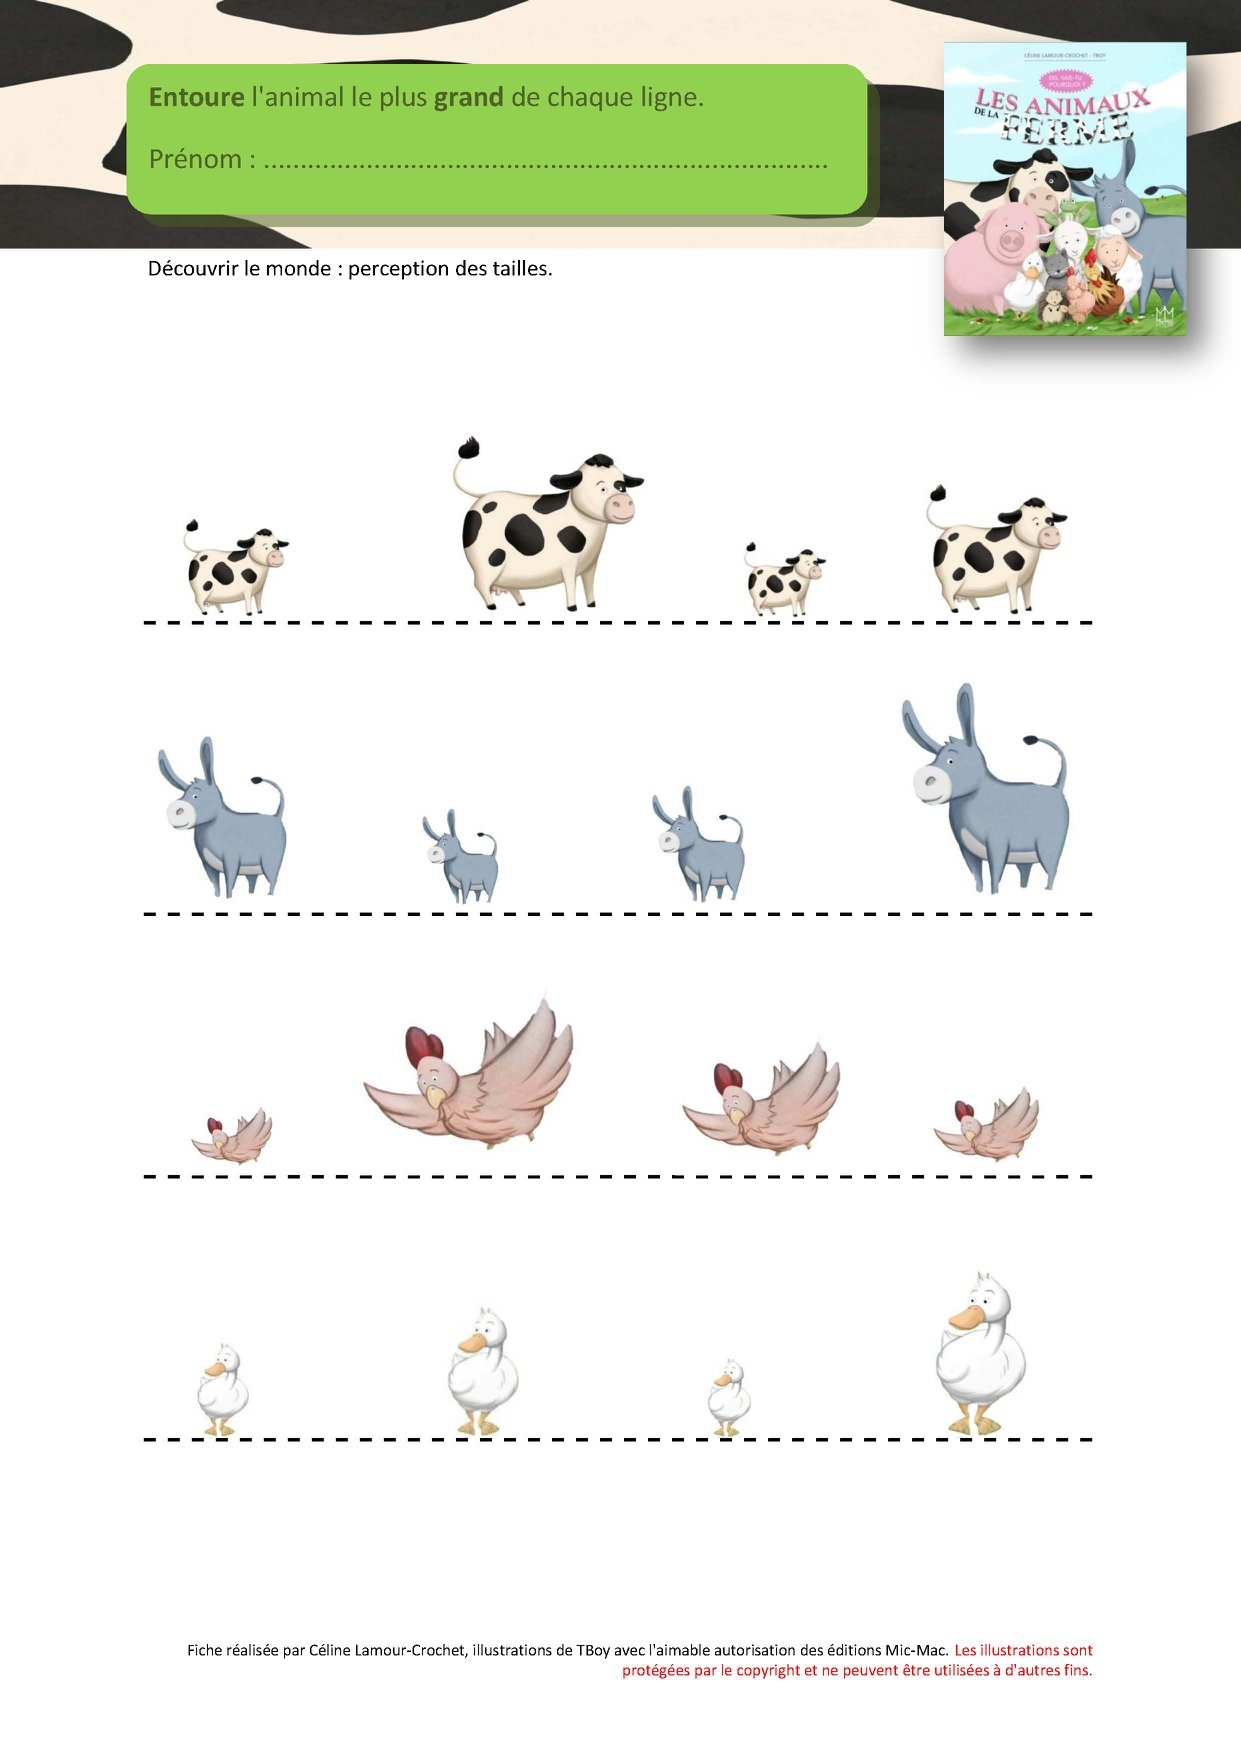 Entoure l'animal le plus grand de chaque ligne.
Prénom : ..............................................................................
Découvrir le monde : perception des tailles.
CÉLINE LAMOUR-CROCHET - TBOY
DIS, SAIS-TU
POURQUOI ?
LES ANIMAUX
DE LA FERME
Fiche réalisée par Céline Lamour-Crochet, illustrations de TBoy avec l'aimable autorisation des éditions Mic-Mac. Les illustrations sont
protégées par le copyright et ne peuvent être utilisées à d'autres fins.